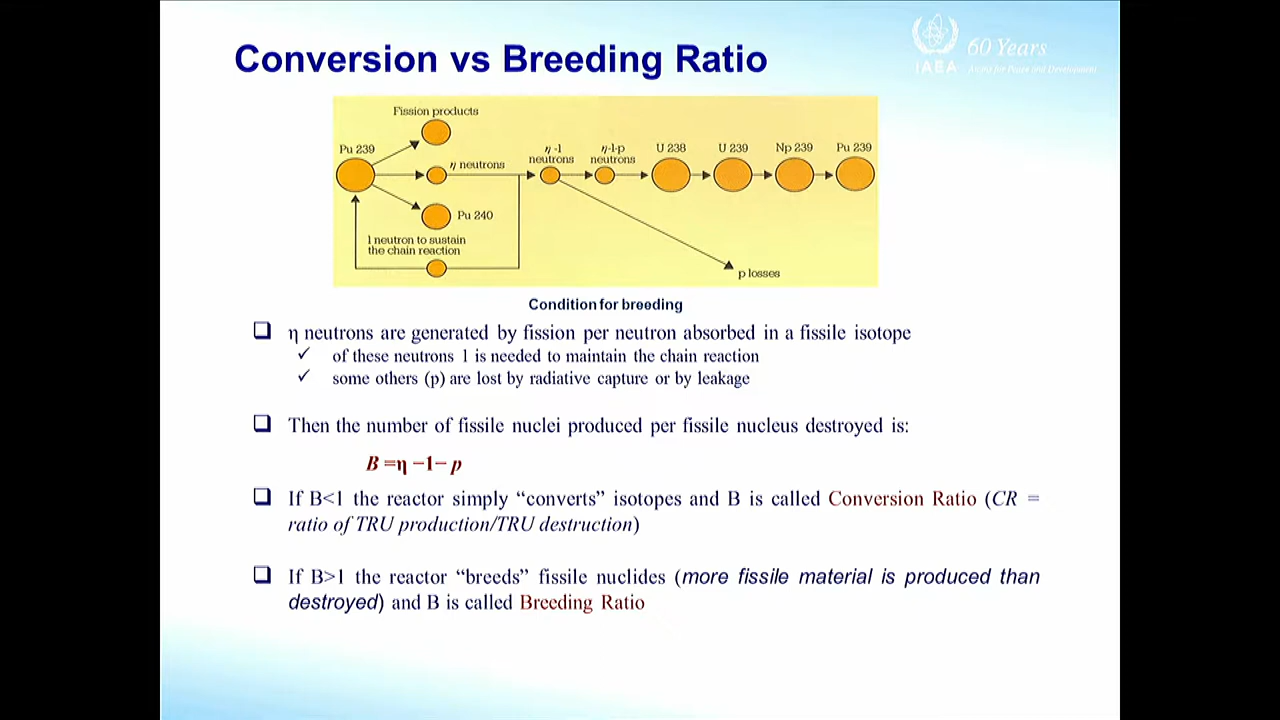 Conversion vs Breeding Ratio
60 Years
IAEA
Atoms for Peace and Development
Fission products
Pu 239
η neutrons
η -1
neutrons
η-1-p
neutrons
U 238
U 239
Np 239
Pu 239
Pu 240
1 neutron to sustain
the chain reaction
p losses
Condition for breeding
❑ η neutrons are generated by fission per neutron absorbed in a fissile isotope
✓ of these neutrons 1 is needed to maintain the chain reaction
✓ some others (p) are lost by radiative capture or by leakage
❑ Then the number of fissile nuclei produced per fissile nucleus destroyed is:
B =η −1− p
❑ If B<1 the reactor simply “converts” isotopes and B is called Conversion Ratio (CR =
ratio of TRU production/TRU destruction)
❑ If B>1 the reactor “breeds” fissile nuclides (more fissile material is produced than
destroyed) and B is called Breeding Ratio